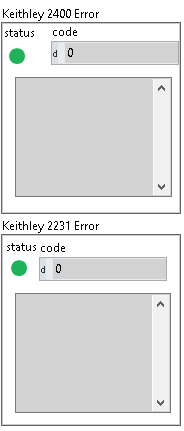 Keithley 2400 Error
status code
d 0
Keithley 2231 Error
status code
d 0